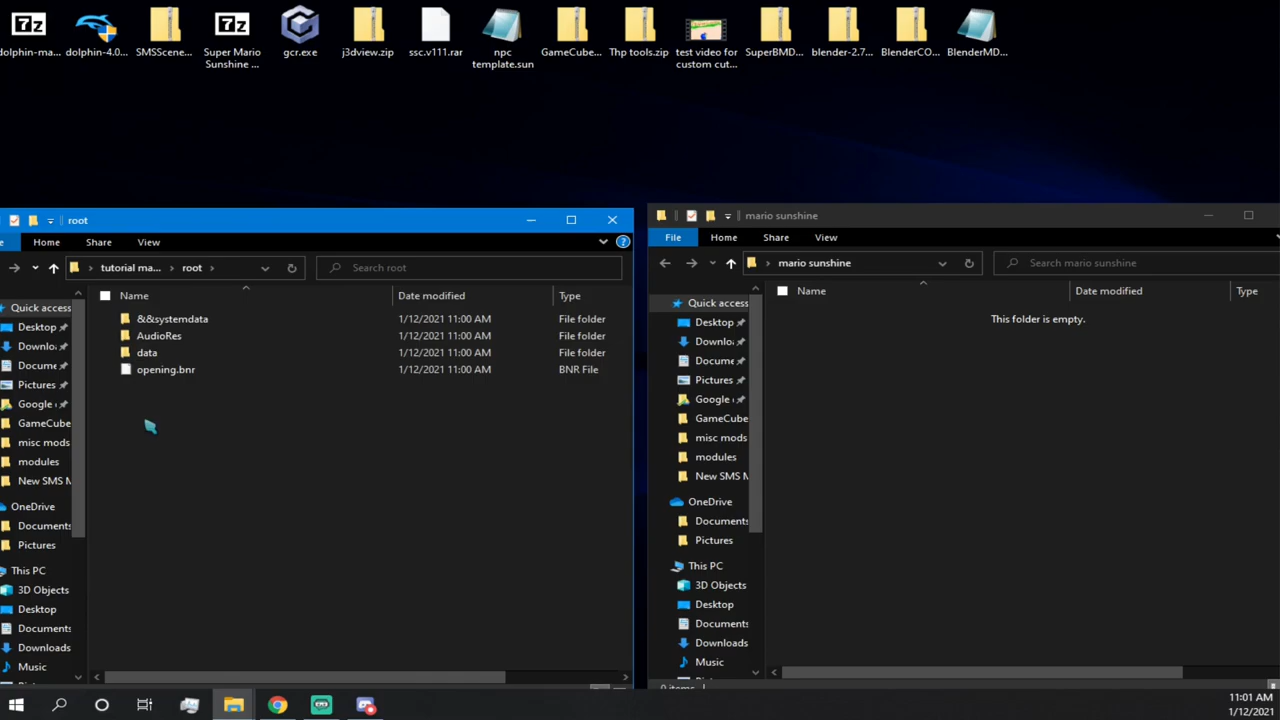 dolphin-ma... dolphin-4.0... SMSScene... Super Mario Sunshine ... gcr.exe j3dview.zip ssc.v111.rar npc template.sun GameCube... Thp tools.zip test video for custom cut... SuperBMD... blender-2.7... BlenderCO... BlenderMD...
root
Home Share View
tutorial ma... root
Search root
Name Date modified Type
&&systemdata 1/12/2021 11:00 AM File folder
AudioRes 1/12/2021 11:00 AM File folder
data 1/12/2021 11:00 AM File folder
opening.bnr 1/12/2021 11:00 AM BNR File
Quick access
Desktop
Downlo
Docume
Pictures
Google
GameCube
misc mods
modules
New SMS M
OneDrive
Documents
Pictures
This PC
3D Objects
Desktop
Documents
Downloads
Music
mario sunshine
File Home Share View
mario sunshine
Search mario sunshine
Name Date modified Type
This folder is empty.
Quick access
Desktop
Downlo
Docume
Pictures
Google
GameCube
misc mods
modules
New SMS M
OneDrive
Documents
Pictures
This PC
3D Objects
Desktop
Documents
Downloads
Music
0 items
11:01 AM
1/12/2021